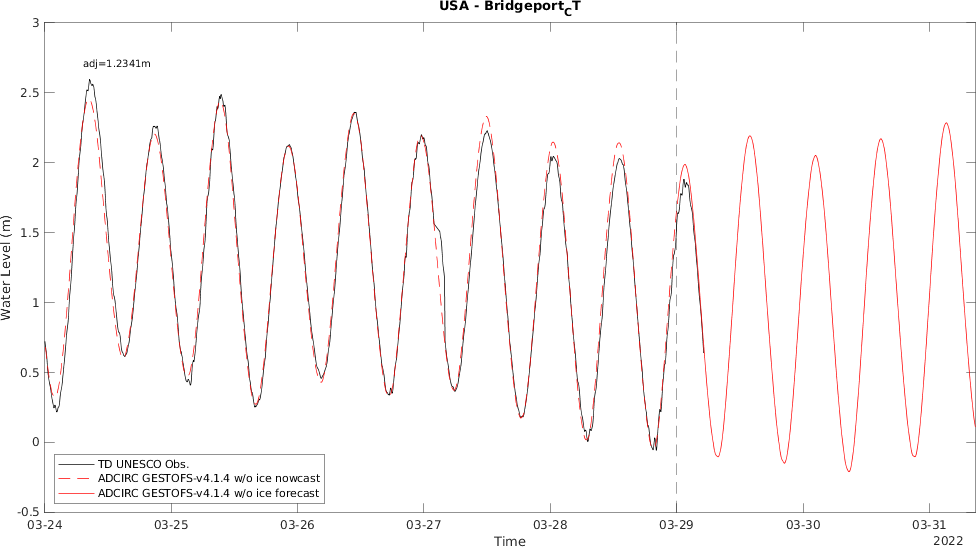 USA - Bridgeport_CT
adj=1.2341m
3
2.5
2
1.5
1
0.5
0
-0.5
Water Level (m)
TD UNESCO Obs.
ADCIRC GESTOFS-v4.1.4 w/o ice nowcast
ADCIRC GESTOFS-v4.1.4 w/o ice forecast
03-24 03-25 03-26 03-27 03-28 03-29 03-30 03-31
Time
2022